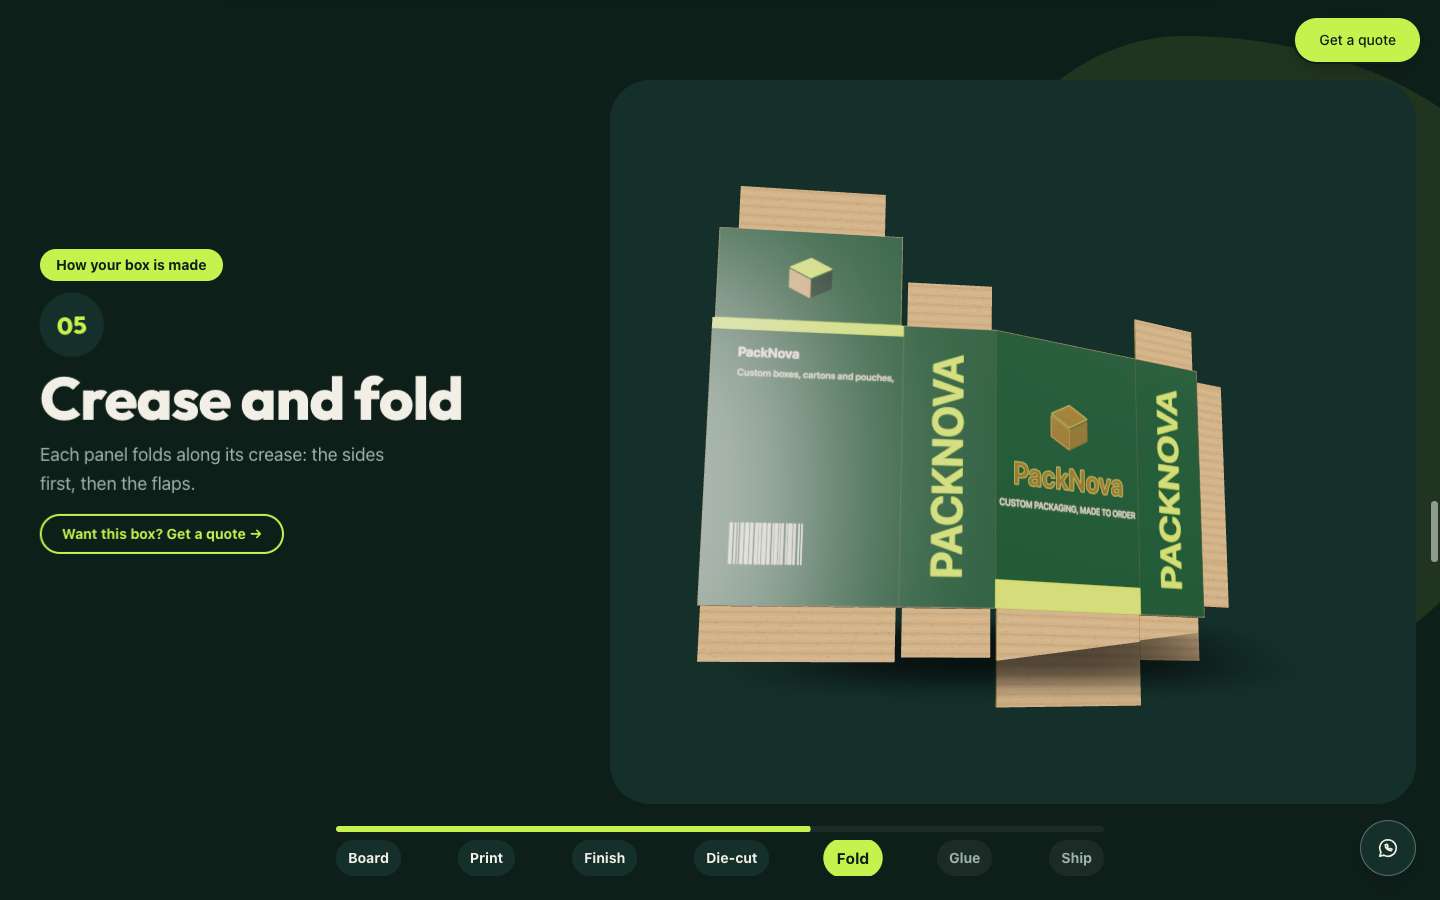 Get a quote
How your box is made
05
Crease and fold
Each panel folds along its crease: the sides
first, then the flaps.
Want this box? Get a quote →
PackNova
Custom boxes, cartons and pouches,
PACKNOVA
PackNova
CUSTOM PACKAGING, MADE TO ORDER
PACKNOVA
Board
Print
Finish
Die-cut
Fold
Glue
Ship